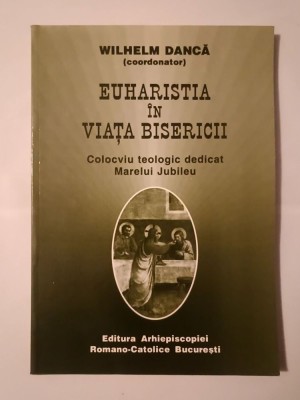 WILHELM DANCĂ
(coordonator)
EUHARISTIA
ÎN
VIAȚA BISERICII
Colocviu teologic dedicat
Marelui Jubileu
Editura Arhiepiscopiei
Romano-Catolice București